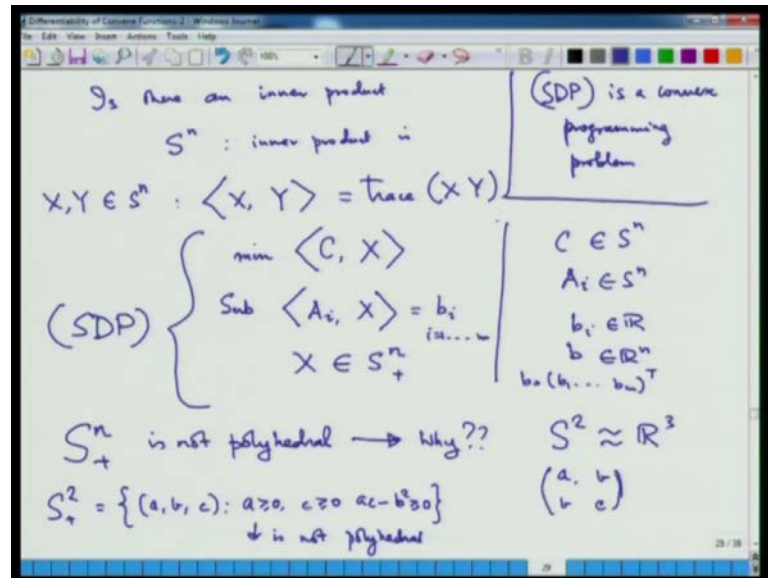 Differentiability of Convex Functions-2 - Windows Journal
File Edit View Insert Actions Tools Help
100%
Is there an inner product
S^n : inner product is
X,Y ∈ S^n : <X, Y> = trace (XY)
(SDP) is a convex
programming
problem
(SDP) { min <C, X>
Sub <A_i, X> = b_i
i=1...m
X ∈ S^n_+
C ∈ S^n
A_i ∈ S^n
b_i ∈ ℝ
b ∈ ℝ^n
b = (b_1 ... b_m)^T
S^n_+ is not polyhedral → Why??
S^2 ≈ ℝ^3
(a, b
b c)
S^2_+ = {(a, b, c): a≥0, c≥0 ac-b^2≥0}
↓ is not polyhedral
29 / 38
29